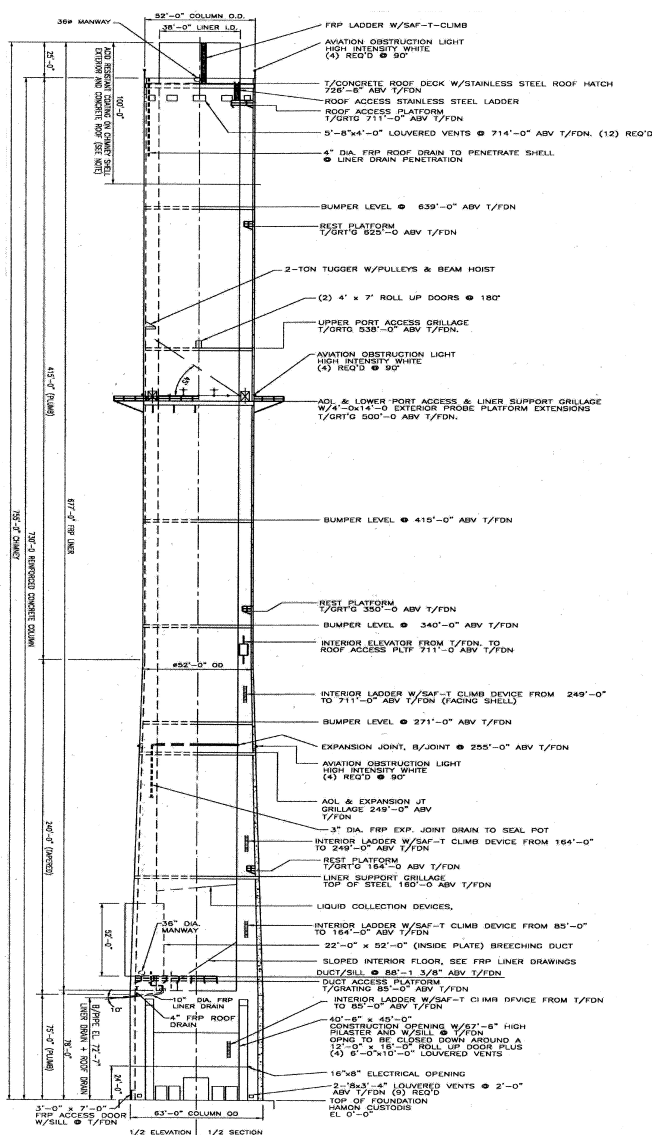 52'-0" COLUMN O.D.
38'-0" LINER I.D.
36ø MANWAY
FRP LADDER W/SAF-T-CLIMB
AVIATION OBSTRUCTION LIGHT
HIGH INTENSITY WHITE
(4) REQ'D @ 90°
T/CONCRETE ROOF DECK W/STAINLESS STEEL ROOF HATCH
726'-6" ABV T/FDN
ROOF ACCESS STAINLESS STEEL LADDER
ROOF ACCESS PLATFORM
T/GRTG 711'-0" ABV T/FDN
5'-8"x4'-0" LOUVERED VENTS @ 714'-0" ABV T/FDN. (12) REQ'D
4" DIA. FRP ROOF DRAIN TO PENETRATE SHELL
@ LINER DRAIN PENETRATION
25'-0"
100'-0"
ACID RESISTANT COATING ON CHIMNEY SHELL
EXTERIOR AND CONCRETE ROOF (SEE NOTE)
BUMPER LEVEL @ 639'-0" ABV T/FDN
REST PLATFORM
T/GRT'G 625'-0 ABV T/FDN
2-TON TUGGER W/PULLEYS & BEAM HOIST
(2) 4' x 7' ROLL UP DOORS @ 180°
UPPER PORT ACCESS GRILLAGE
T/GRTG 538'-0" ABV T/FDN.
AVIATION OBSTRUCTION LIGHT
HIGH INTENSITY WHITE
(4) REQ'D @ 90°
45°
AOL & LOWER PORT ACCESS & LINER SUPPORT GRILLAGE
W/4'-0x14'-0 EXTERIOR PROBE PLATFORM EXTENSIONS
T/GRT'G 500'-0 ABV T/FDN.
415'-0" (PLUMB)
677'-0" FRP LINER
730'-0 REINFORCED CONCRETE COLUMN
755'-0" CHIMNEY
BUMPER LEVEL @ 415'-0" ABV T/FDN
REST PLATFORM
T/GRT'G 350'-0 ABV T/FDN
BUMPER LEVEL @ 340'-0" ABV T/FDN
INTERIOR ELEVATOR FROM T/FDN. TO
ROOF ACCESS PLTF 711'-0 ABV T/FDN
ø52'-0" OD
INTERIOR LADDER W/SAF-T CLIMB DEVICE FROM 249'-0"
TO 711'-0" ABV T/FDN (FACING SHELL)
BUMPER LEVEL @ 271'-0" ABV T/FDN
EXPANSION JOINT, B/JOINT @ 255'-0" ABV T/FDN
AVIATION OBSTRUCTION LIGHT
HIGH INTENSITY WHITE
(4) REQ'D @ 90°
AOL & EXPANSION JT
GRILLAGE 249'-0" ABV
T/FDN
3" DIA. FRP EXP. JOINT DRAIN TO SEAL POT
240'-0" (TAPERED)
INTERIOR LADDER W/SAF-T CLIMB DEVICE FROM 164'-0"
TO 249'-0" ABV T/FDN
REST PLATFORM
T/GRT'G 164'-0 ABV T/FDN
LINER SUPPORT GRILLAGE
TOP OF STEEL 160'-0 ABV T/FDN
LIQUID COLLECTION DEVICES,
36" DIA.
MANWAY
52'-0"
INTERIOR LADDER W/SAF-T CLIMB DEVICE FROM 85'-0"
TO 164'-0" ABV T/FDN
22'-0" x 52'-0" (INSIDE PLATE) BREECHING DUCT
SLOPED INTERIOR FLOOR, SEE FRP LINER DRAWINGS
DUCT/SILL @ 88'-1 3/8" ABV T/FDN
DUCT ACCESS PLATFORM
T/GRATING 85'-0" ABV T/FDN
INTERIOR LADDER W/SAF-T CLIMB DEVICE FROM T/FDN
TO 85'-0" ABV T/FDN
10" DIA. FRP
LINER DRAIN
4" FRP ROOF
DRAIN
10'
40'-6" x 45'-0"
CONSTRUCTION OPENING W/67'-6" HIGH
PILASTER AND W/SILL @ T/FDN
OPNG TO BE CLOSED DOWN AROUND A
12'-0" x 16'-0" ROLL UP DOOR PLUS
(4) 6'-0"x10'-0" LOUVERED VENTS
75'-0" (PLUMB)
78'-0"
B/PIPE EL. 72'-7"
LINER DRAIN + ROOF DRAIN
24'-0"
16"x8" ELECTRICAL OPENING
2'-8x3'-4" LOUVERED VENTS @ 2'-0"
ABV T/FDN (9) REQ'D
TOP OF FOUNDATION
HAMON CUSTODIS
EL 0'-0"
3'-0" x 7'-0"
FRP ACCESS DOOR
W/SILL @ T/FDN
63'-0" COLUMN OD
1/2 ELEVATION 1/2 SECTION